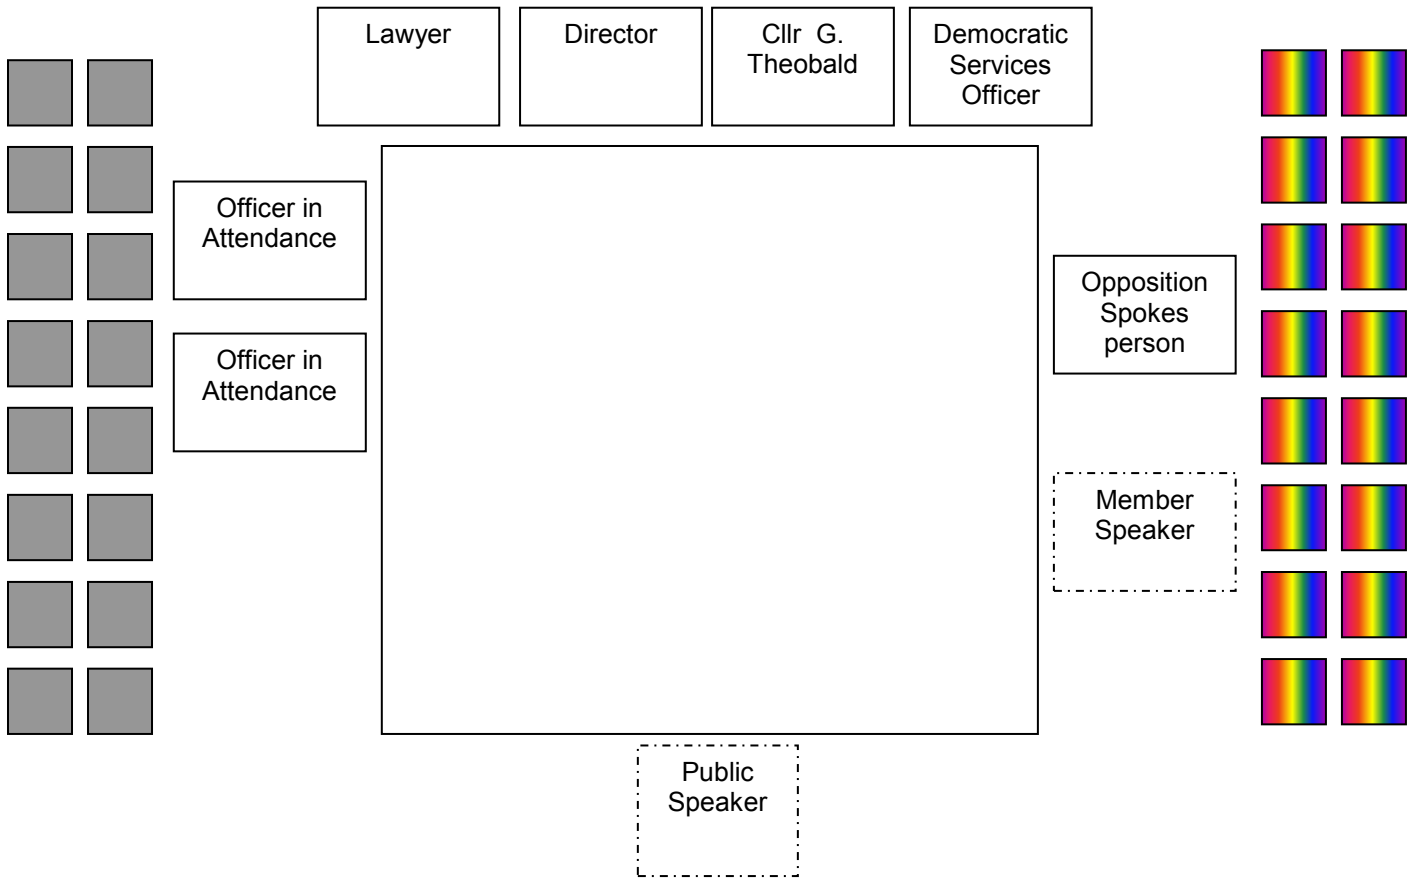 Lawyer
Director
Cllr G.
Theobald
Democratic
Services
Officer
Officer in
Attendance
Officer in
Attendance
Opposition
Spokes
person
Member
Speaker
Public
Speaker